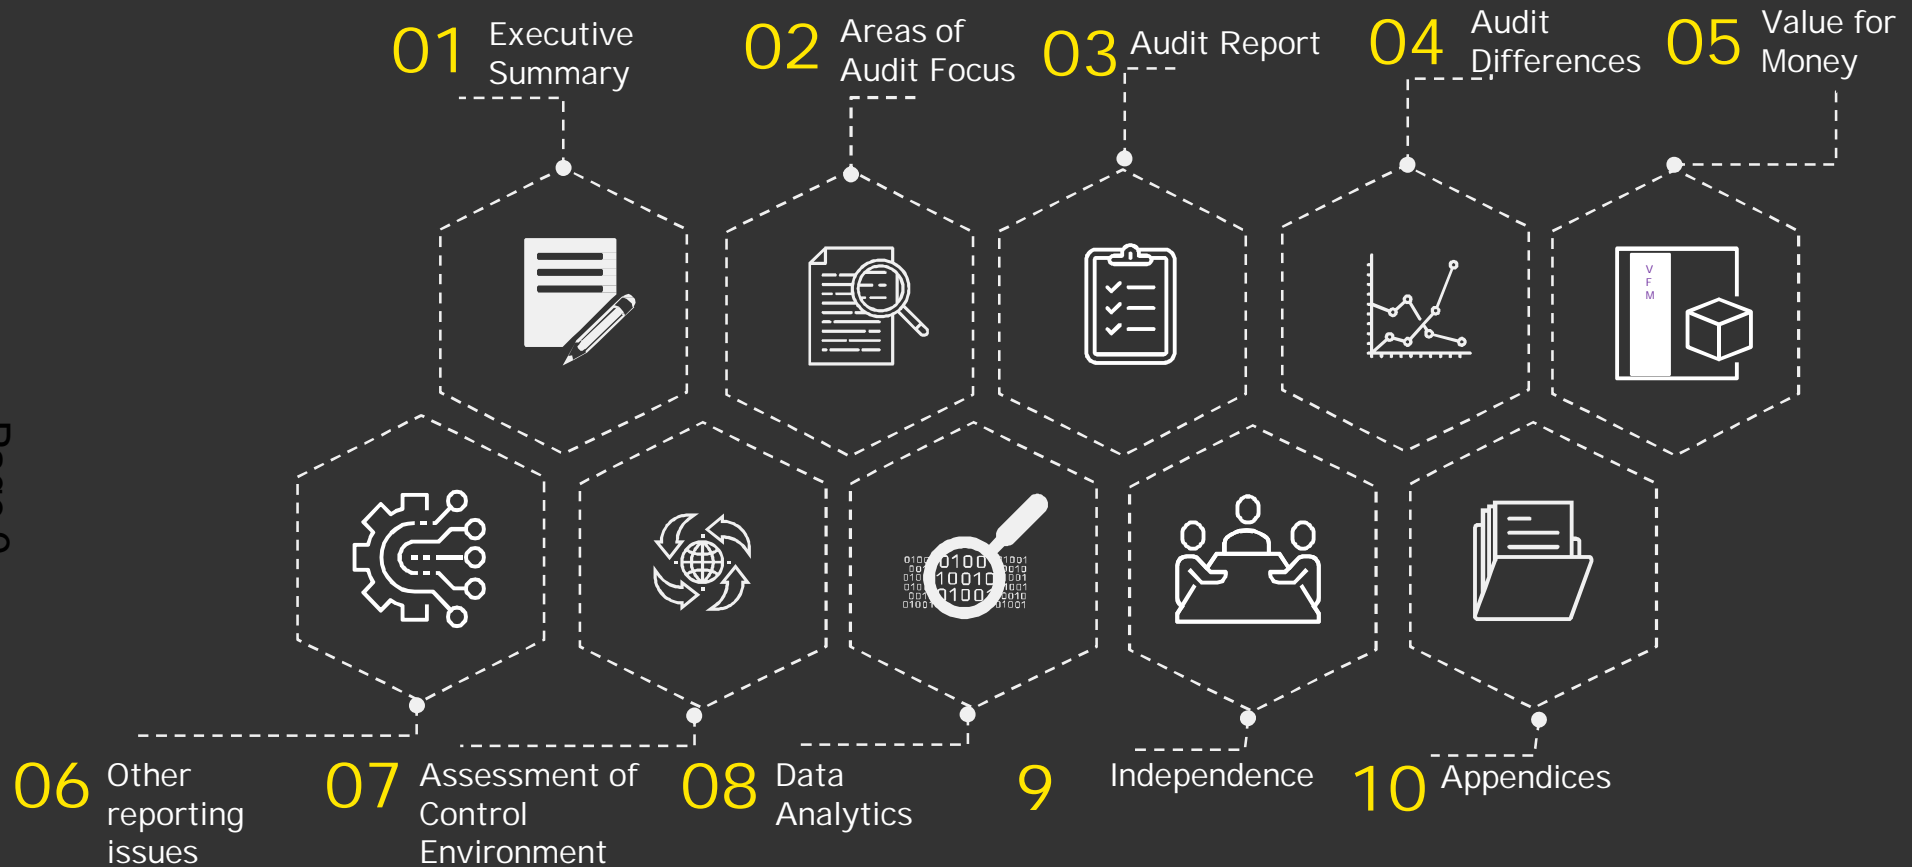 01 Executive
Summary
02 Areas of
Audit Focus
03 Audit Report
04 Audit
Differences
05 Value for
Money
V
F
M
06 Other
reporting
issues
07 Assessment of
Control
Environment
08 Data
Analytics
9 Independence
10 Appendices